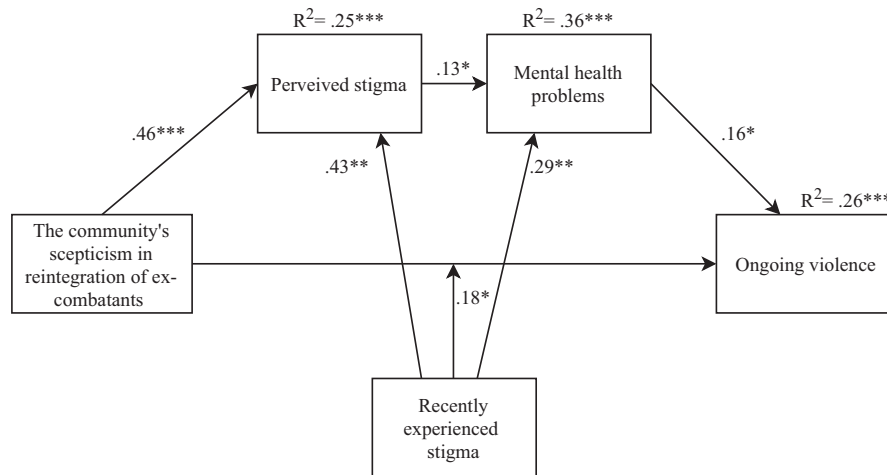 R2= .25***
R2= .36***
Perveived stigma
.13*
Mental health
problems
.46***
.43**
.29**
.16*
R2= .26***
The community's
scepticism in
reintegration of ex-
combatants
Ongoing violence
.18*
Recently
experienced
stigma